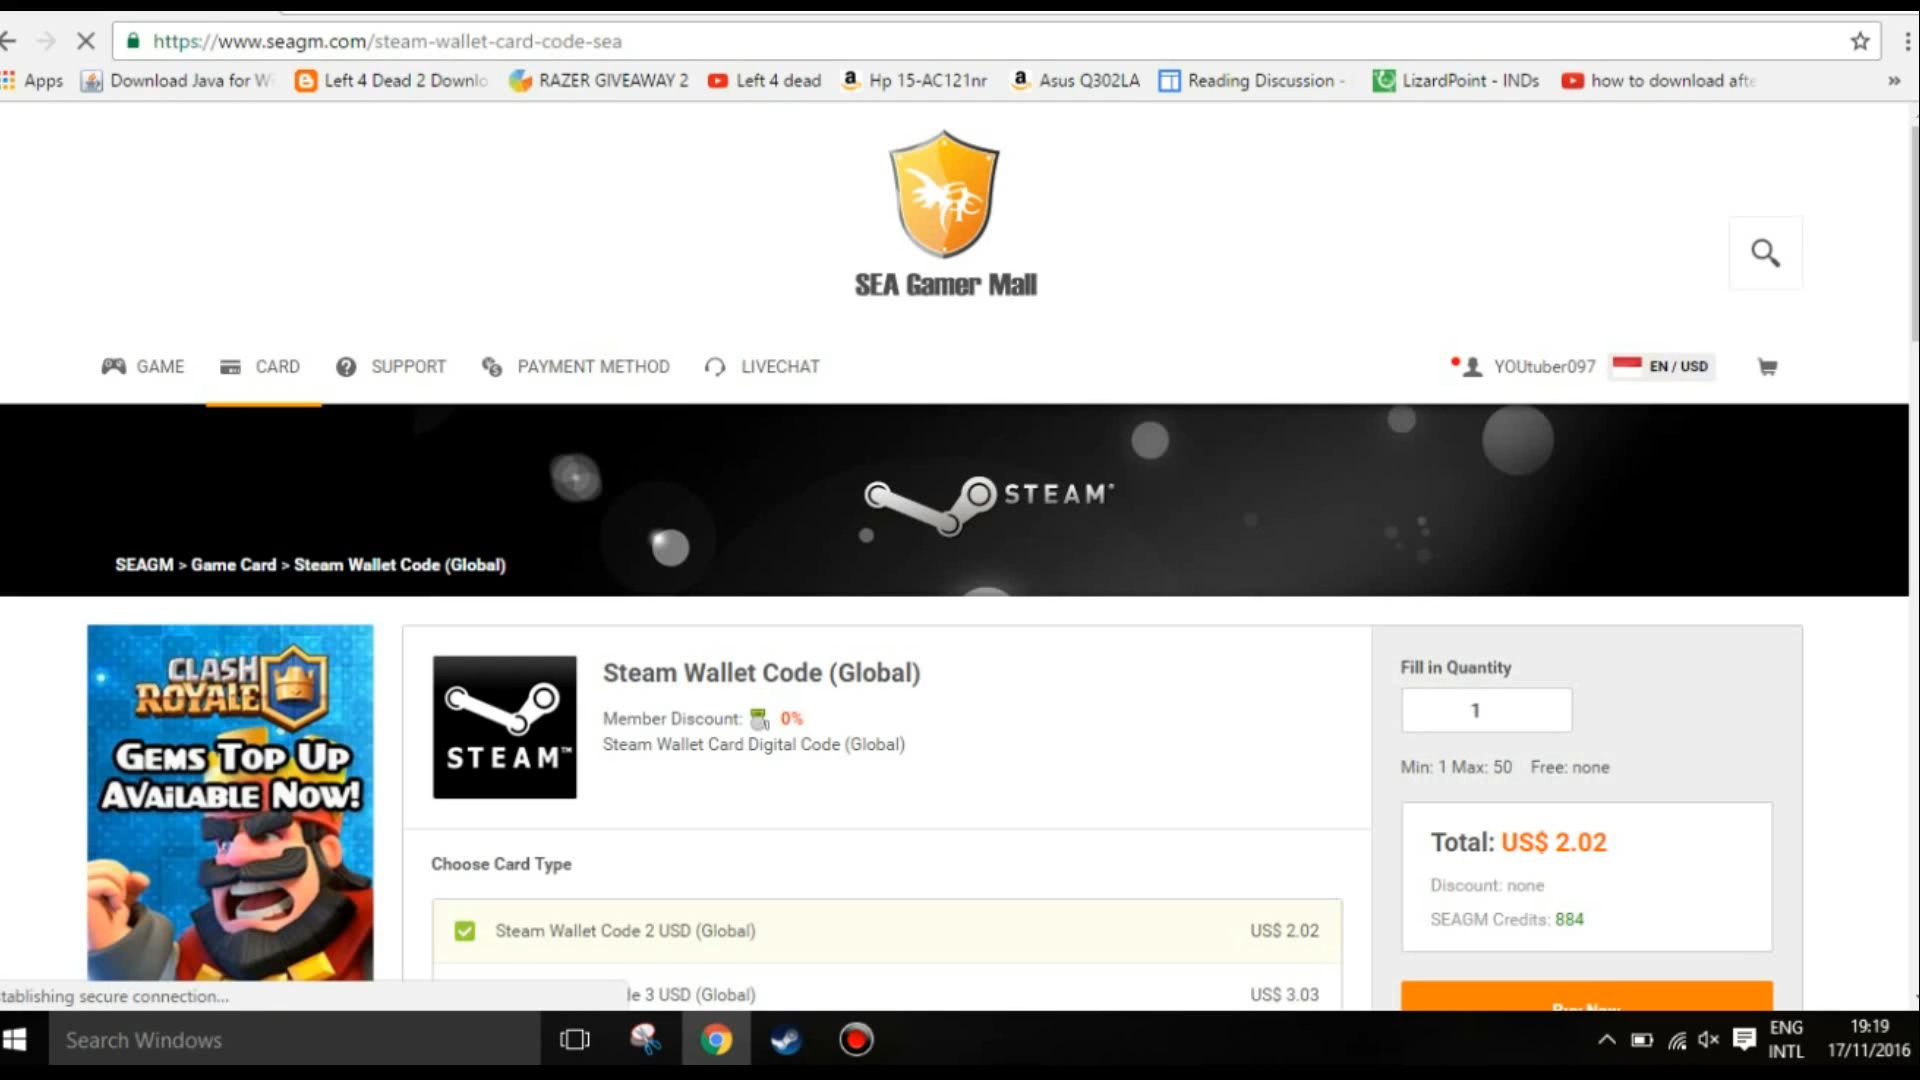 https://www.seagm.com/steam-wallet-card-code-sea
Apps Download Java for Wi Left 4 Dead 2 Downlo RAZER GIVEAWAY 2 Left 4 dead Hp 15-AC121nr Asus Q302LA Reading Discussion - LizardPoint - INDs how to download afte »
SEA Gamer Mall
GAME CARD SUPPORT PAYMENT METHOD LIVECHAT YOUtuber097 EN / USD
STEAM
SEAGM > Game Card > Steam Wallet Code (Global)
CLASH
ROYALE
GEMS TOP UP
AVAILABLE NOW!
STEAM™
Steam Wallet Code (Global)
Member Discount: 0%
Steam Wallet Card Digital Code (Global)
Choose Card Type
Steam Wallet Code 2 USD (Global) US$ 2.02
le 3 USD (Global) US$ 3.03
Fill in Quantity
1
Min: 1 Max: 50 Free: none
Total: US$ 2.02
Discount: none
SEAGM Credits: 884
Buy Now
tablishing secure connection...
Search Windows
ENG
INTL
19:19
17/11/2016